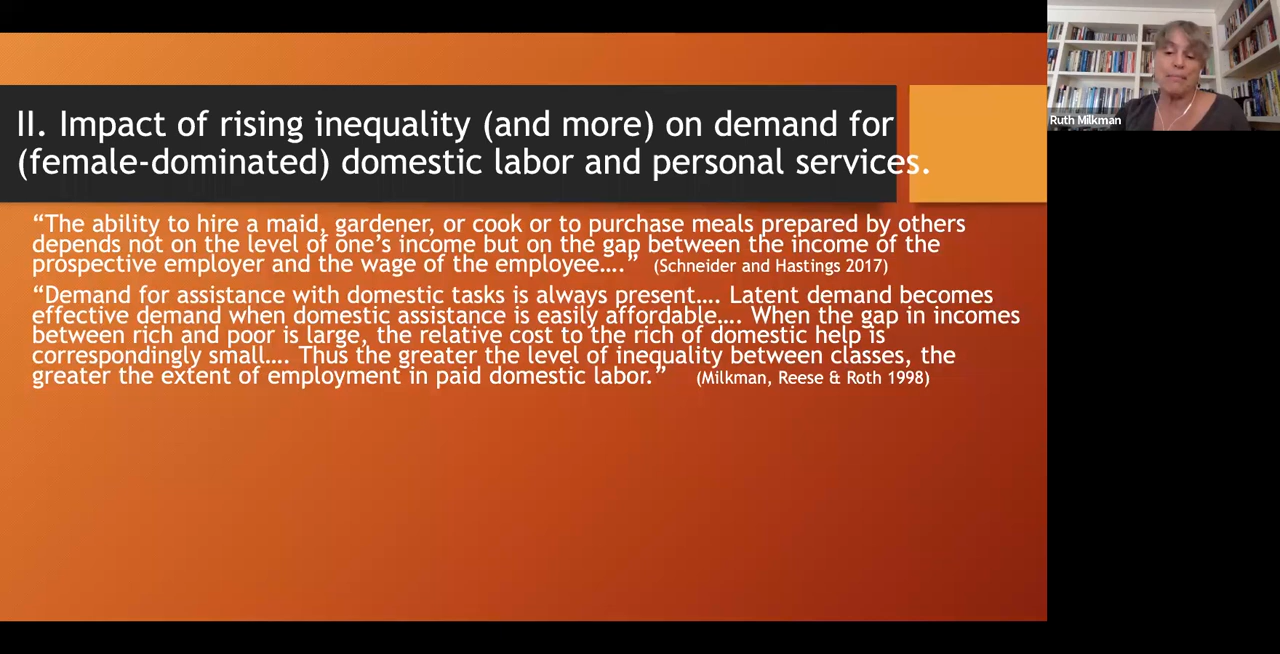 II. Impact of rising inequality (and more) on demand for
(female-dominated) domestic labor and personal services.
“The ability to hire a maid, gardener, or cook or to purchase meals prepared by others
depends not on the level of one’s income but on the gap between the income of the
prospective employer and the wage of the employee….” (Schneider and Hastings 2017)
“Demand for assistance with domestic tasks is always present…. Latent demand becomes
effective demand when domestic assistance is easily affordable…. When the gap in incomes
between rich and poor is large, the relative cost to the rich of domestic help is
correspondingly small…. Thus the greater the level of inequality between classes, the
greater the extent of employment in paid domestic labor.” (Milkman, Reese & Roth 1998)
Ruth Milkman